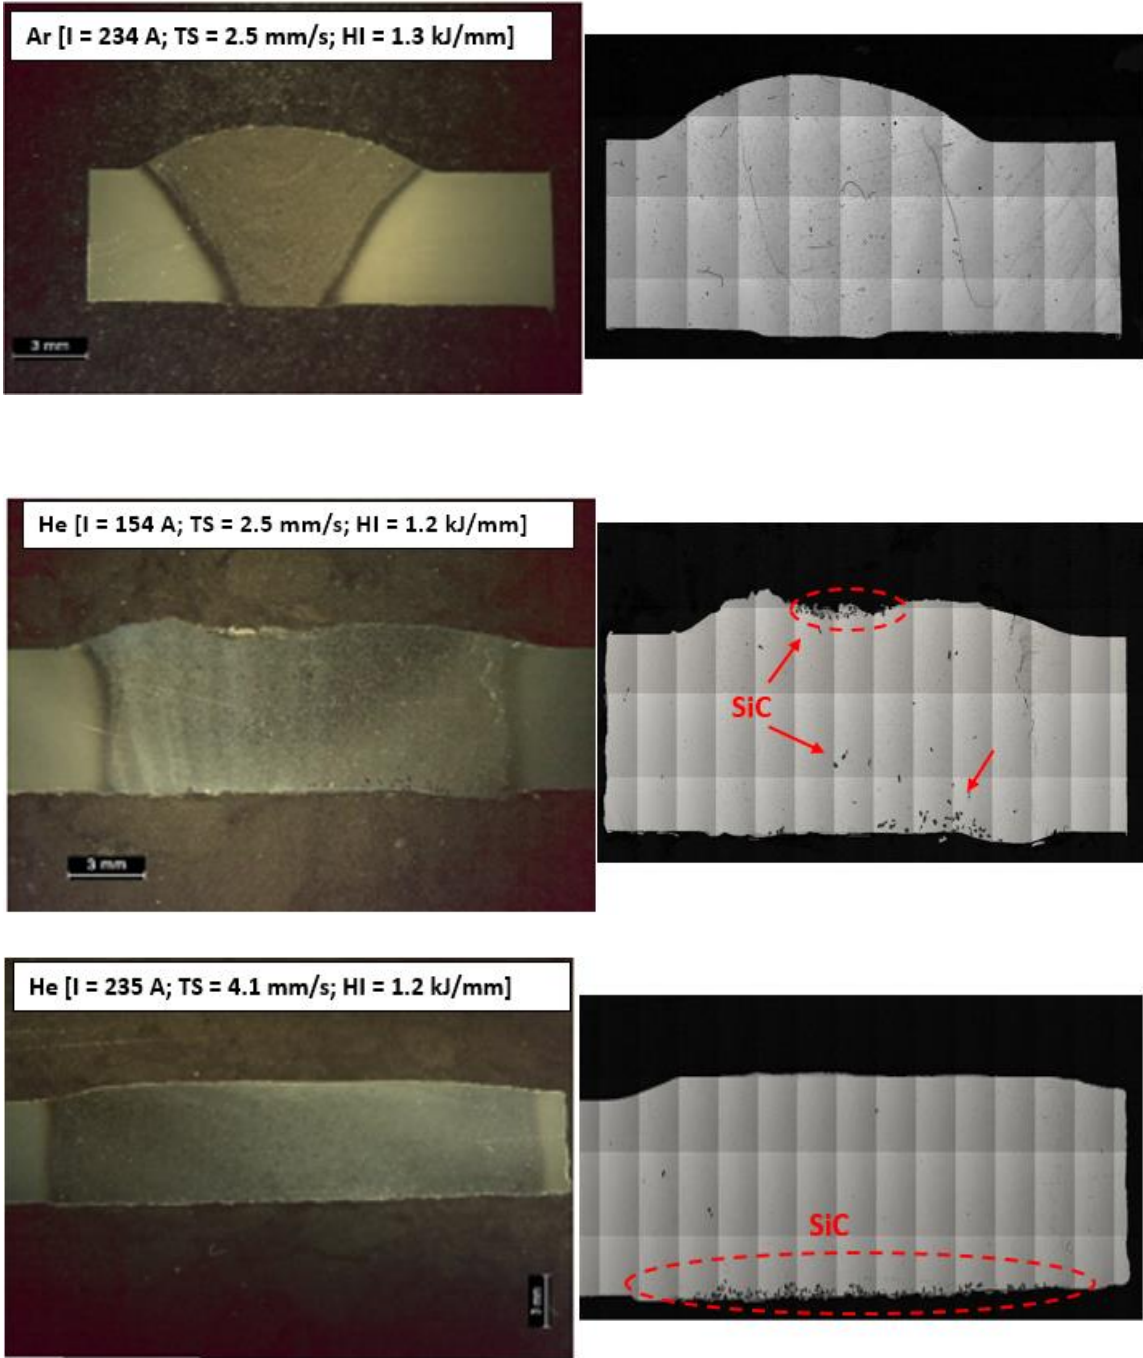 Ar [I = 234 A; TS = 2.5 mm/s; HI = 1.3 kJ/mm]
3 mm
He [I = 154 A; TS = 2.5 mm/s; HI = 1.2 kJ/mm]
SiC
3 mm
He [I = 235 A; TS = 4.1 mm/s; HI = 1.2 kJ/mm]
SiC
3 mm